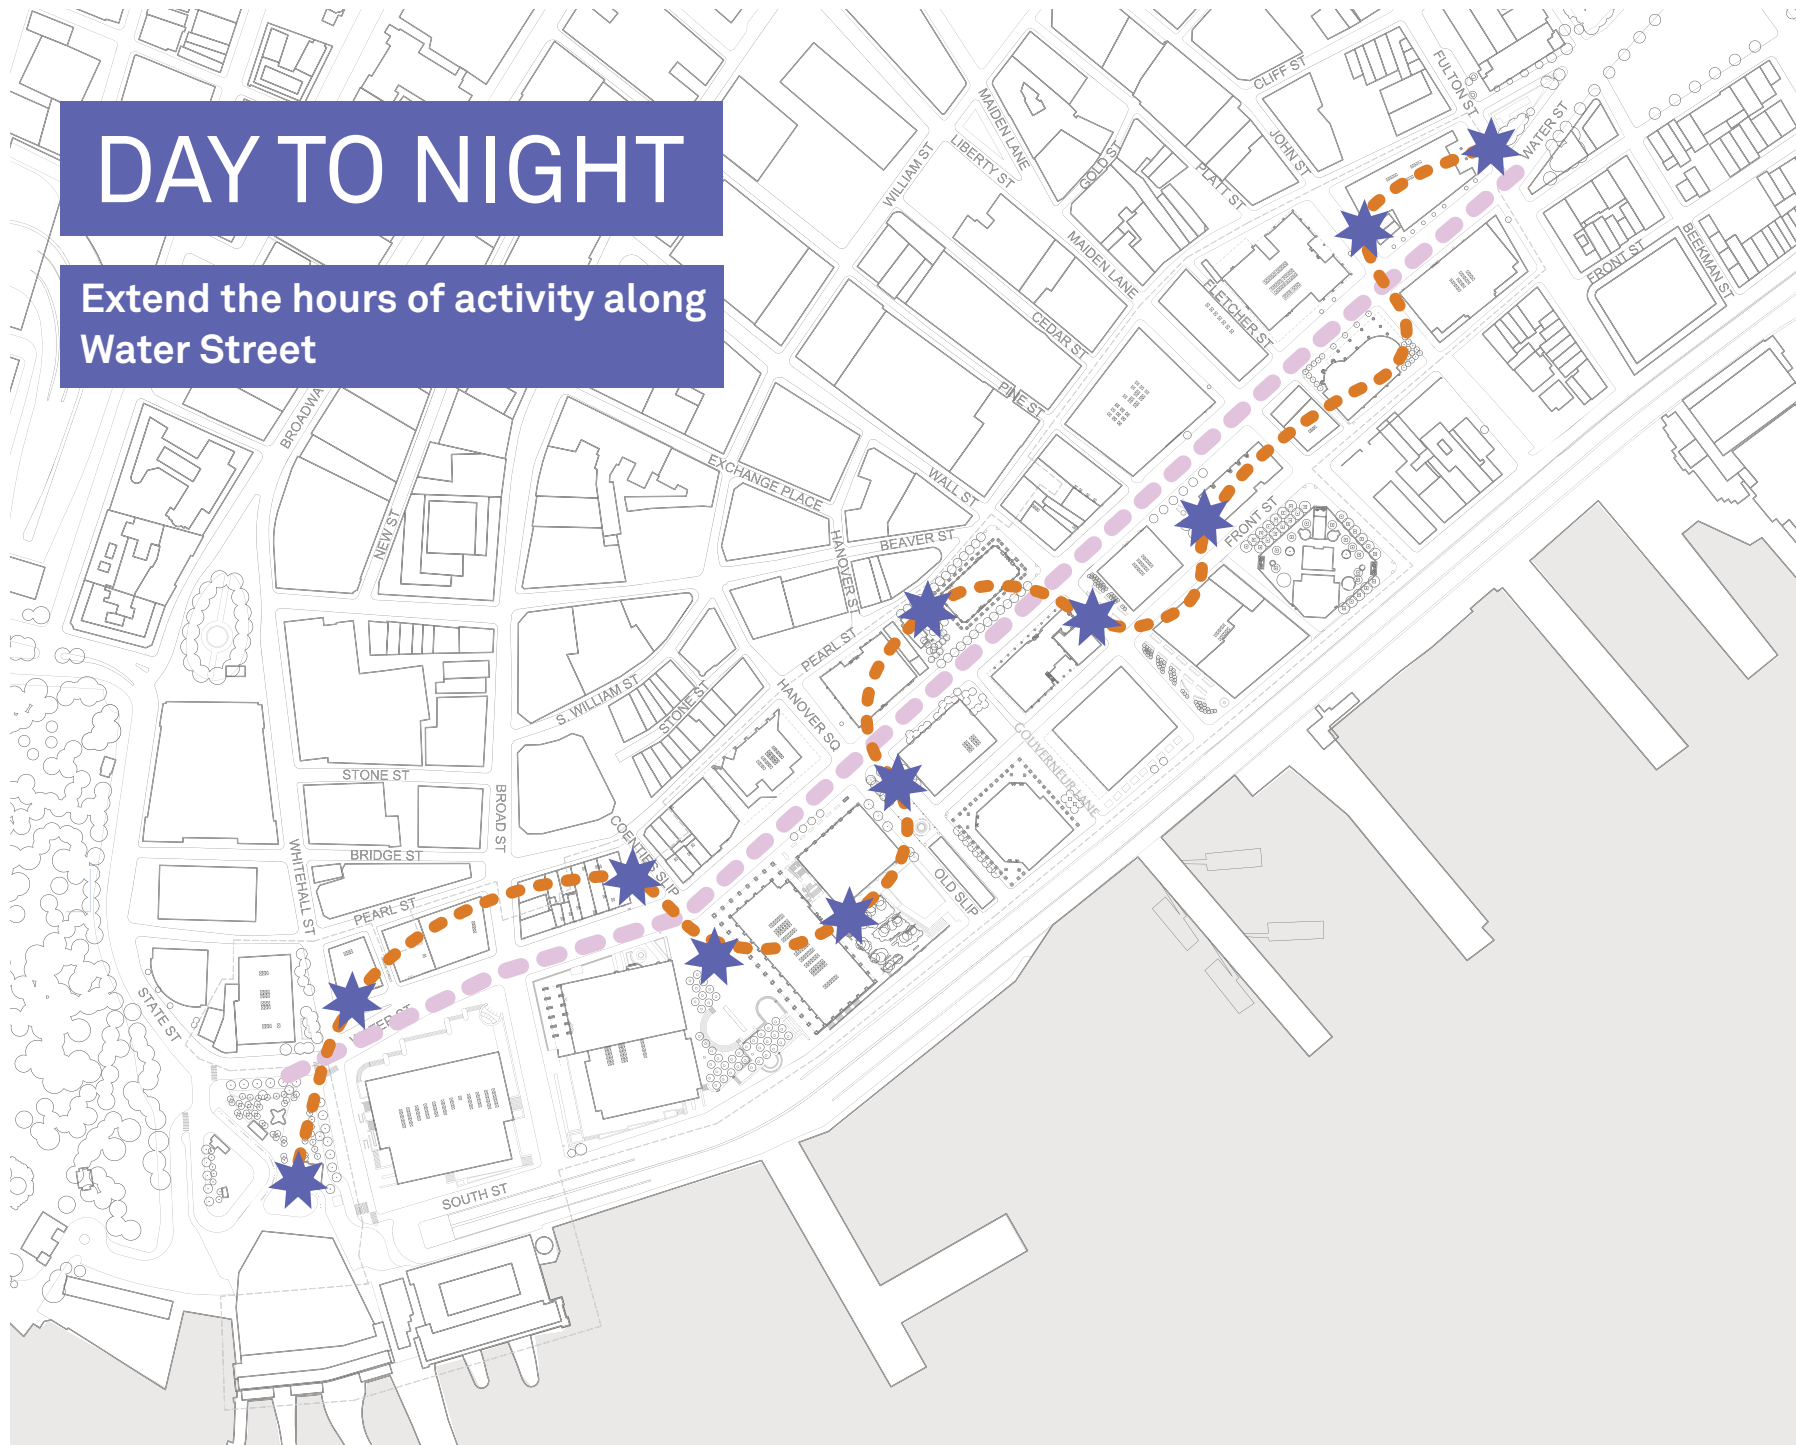 DAY TO NIGHT
Extend the hours of activity along
Water Street
CLIFF ST
FULTON ST
WATER ST
MAIDEN LANE
LIBERTY ST
GOLD ST
JOHN ST
PLATT ST
WILLIAM ST
MAIDEN LANE
FLETCHER ST
FRONT ST
BEEKMAN ST
CEDAR ST
PINE ST
EXCHANGE PLACE
WALL ST
NEW ST
HANOVER ST
BEAVER ST
FRONT ST
PEARL ST
HANOVER SQ
S. WILLIAM ST
STONE ST
GOUVERNEUR LANE
STONE ST
BROAD ST
COENTIES SLIP
BRIDGE ST
WHITEHALL ST
PEARL ST
OLD SLIP
STATE ST
SOUTH ST